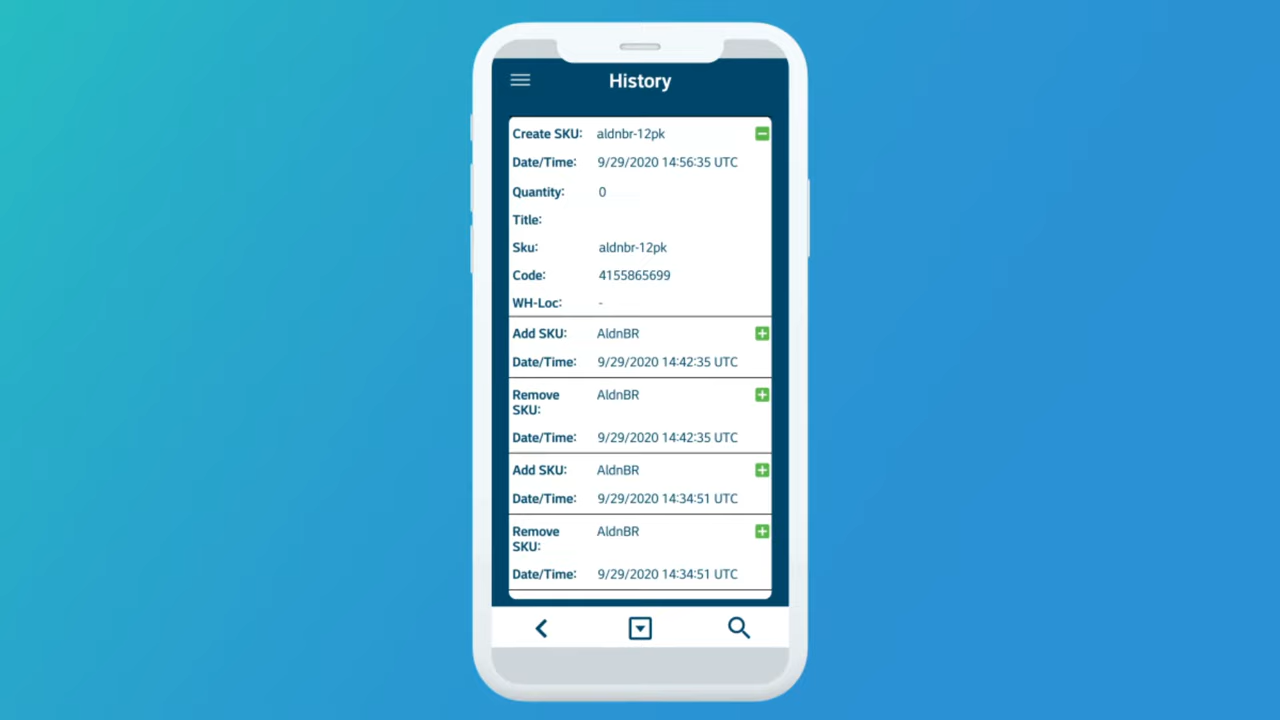 History
Create SKU: aldnbr-12pk
Date/Time: 9/29/2020 14:56:35 UTC
Quantity: 0
Title:
Sku: aldnbr-12pk
Code: 4155865699
WH-Loc: -
Add SKU: AldnBR
Date/Time: 9/29/2020 14:42:35 UTC
Remove AldnBR
SKU:
Date/Time: 9/29/2020 14:42:35 UTC
Add SKU: AldnBR
Date/Time: 9/29/2020 14:34:51 UTC
Remove AldnBR
SKU:
Date/Time: 9/29/2020 14:34:51 UTC